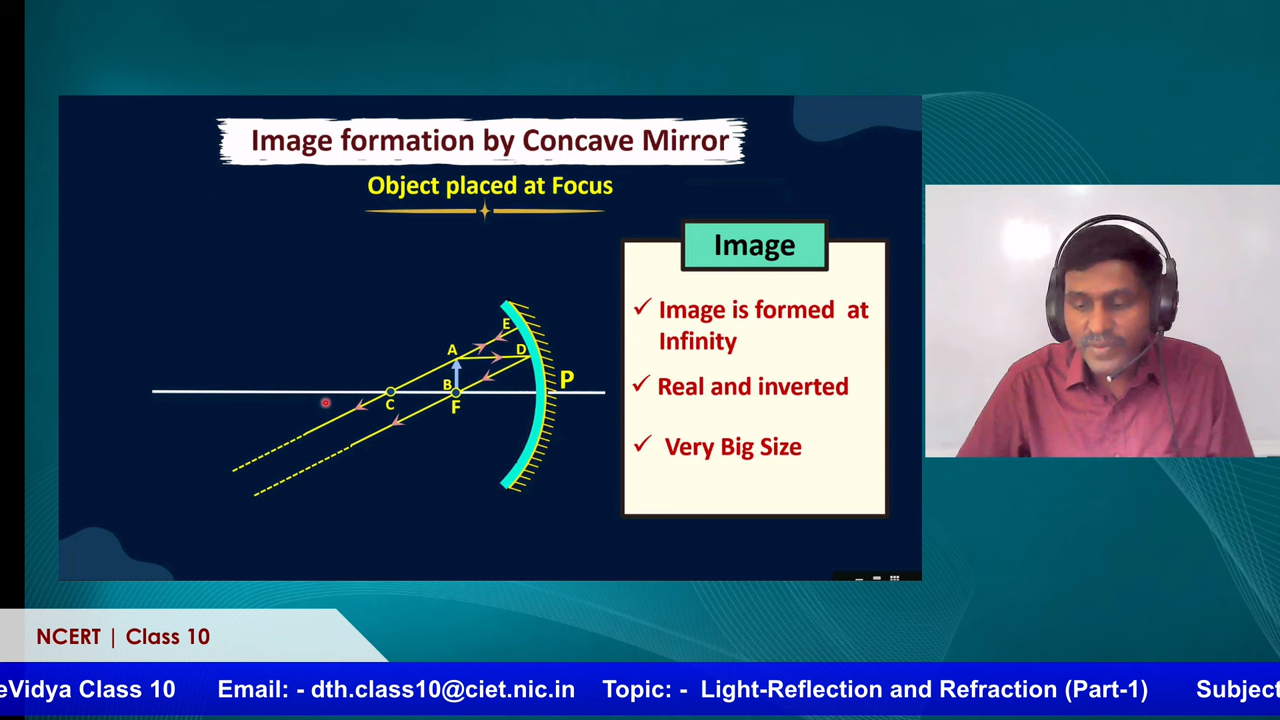 Image formation by Concave Mirror
Object placed at Focus
Image
✓ Image is formed at
Infinity
✓ Real and inverted
✓ Very Big Size
E
A
D
B
P
C
F
NCERT | Class 10
eVidya Class 10 Email: - dth.class10@ciet.nic.in Topic: - Light-Reflection and Refraction (Part-1) Subject